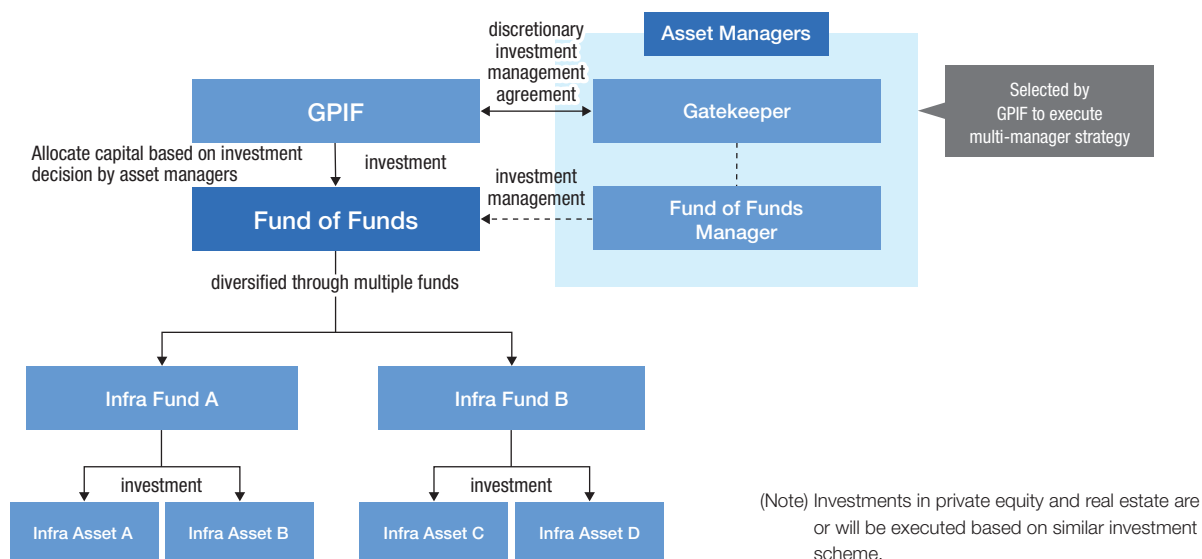 discretionary
investment
management
agreement
Asset Managers
GPIF
Gatekeeper
Selected by
GPIF to execute
multi-manager strategy
Allocate capital based on investment
decision by asset managers
investment
investment
management
Fund of Funds
Fund of Funds
Manager
diversified through multiple funds
Infra Fund A
Infra Fund B
investment
investment
Infra Asset A
Infra Asset B
Infra Asset C
Infra Asset D
(Note) Investments in private equity and real estate are
or will be executed based on similar investment
scheme.